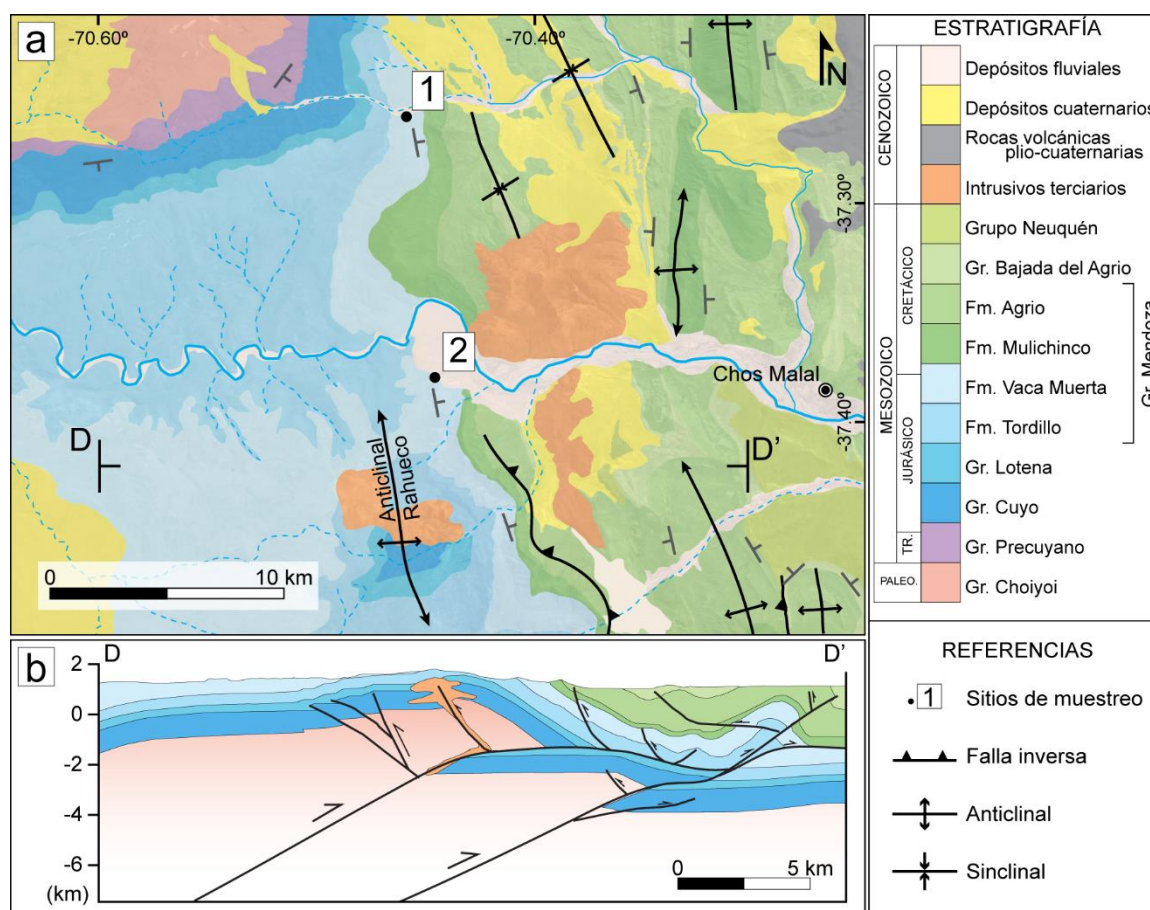 a
-70.60º
-70.40º
N
1
-37.30º
2
Chos Malal
-37.40º
D
D'
Anticlinal
Rahueco
0
10 km
b
D
D'
2
0
-2
-4
-6
(km)
0
5 km
ESTRATIGRAFÍA
CENOZOICO
Depósitos fluviales
Depósitos cuaternarios
Rocas volcánicas
plio-cuaternarias
Intrusivos terciarios
MESOZOICO
CRETÁCICO
Grupo Neuquén
Gr. Bajada del Agrio
Fm. Agrio
Fm. Mulichinco
Gr. Mendoza
JURÁSICO
Fm. Vaca Muerta
Fm. Tordillo
Gr. Lotena
Gr. Cuyo
TR.
Gr. Precuyano
PALEO.
Gr. Choiyoi
REFERENCIAS
1
Sitios de muestreo
Falla inversa
Anticlinal
Sinclinal